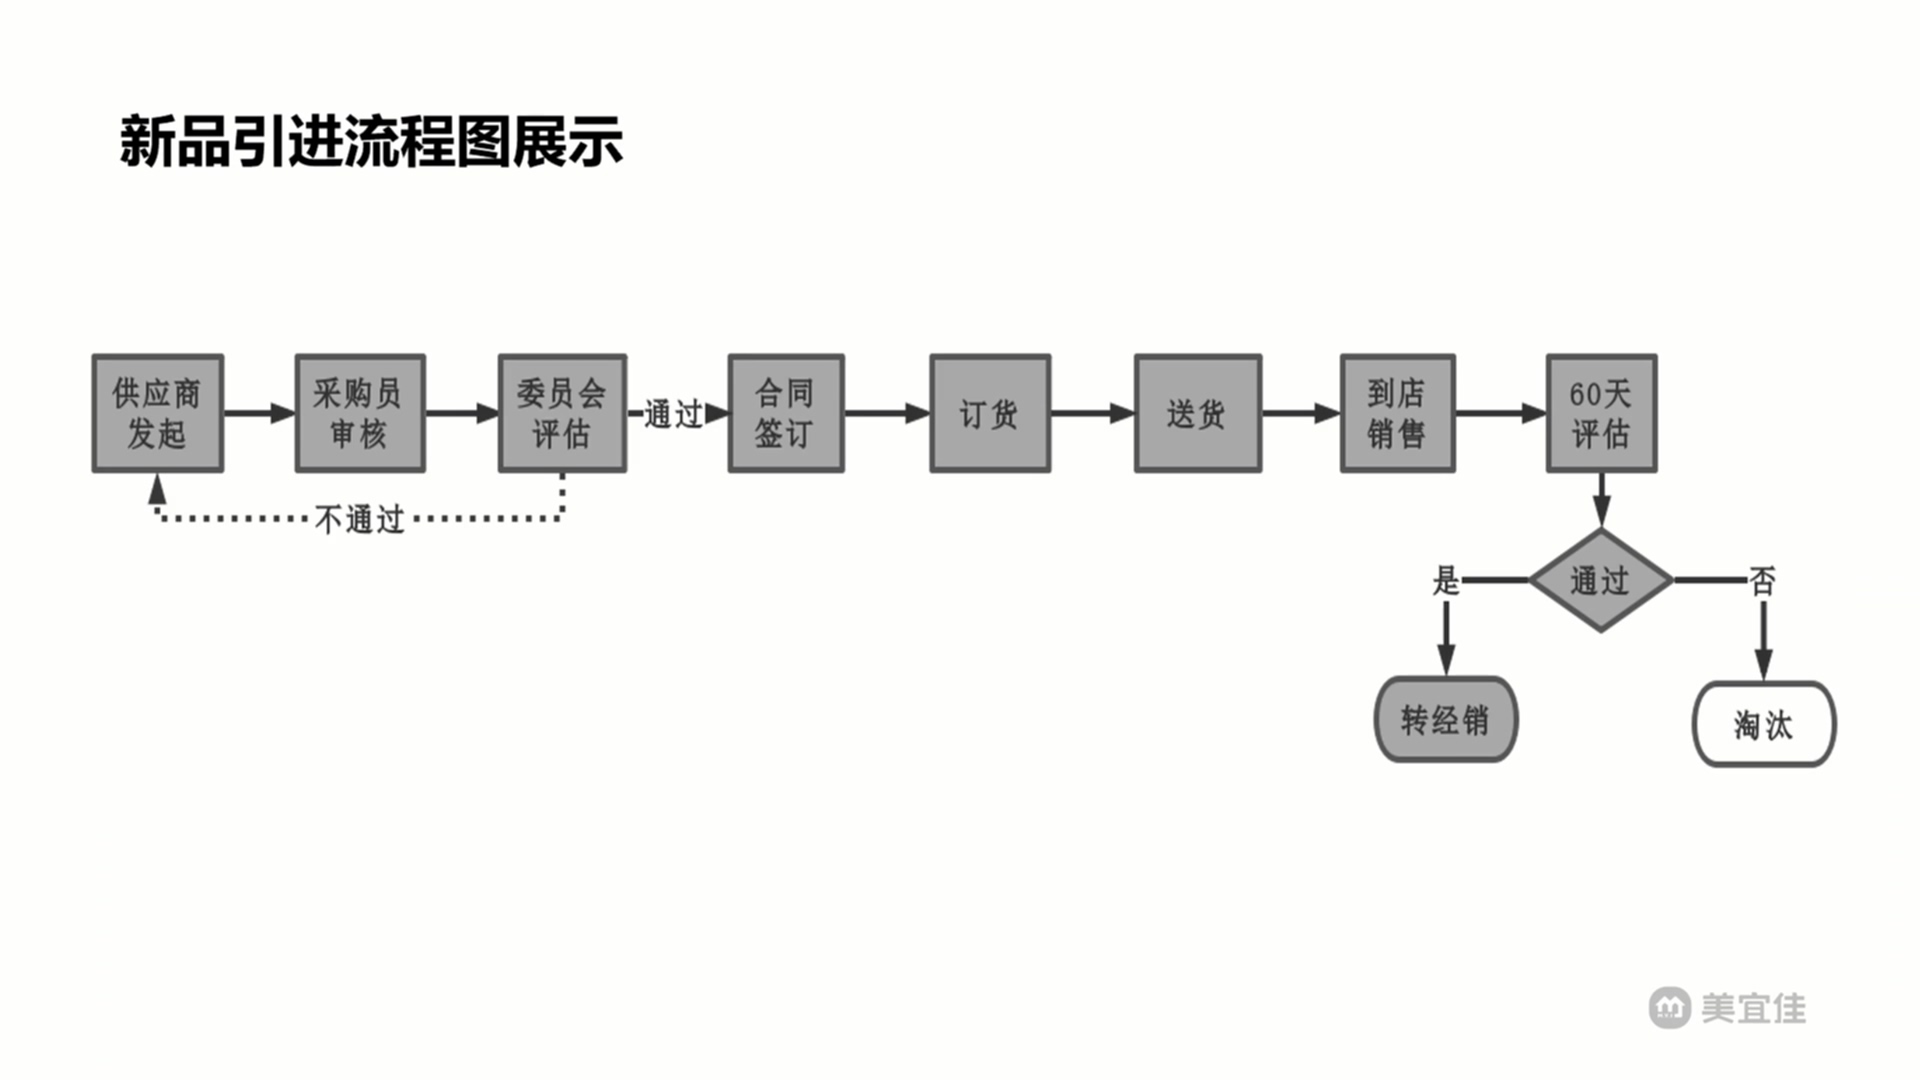 新品引进流程图展示
供应商
发起
采购员
审核
委员会
评估
通过
合同
签订
订货
送货
到店
销售
60天
评估
不通过
是
通过
否
转经销
淘汰
美宜佳